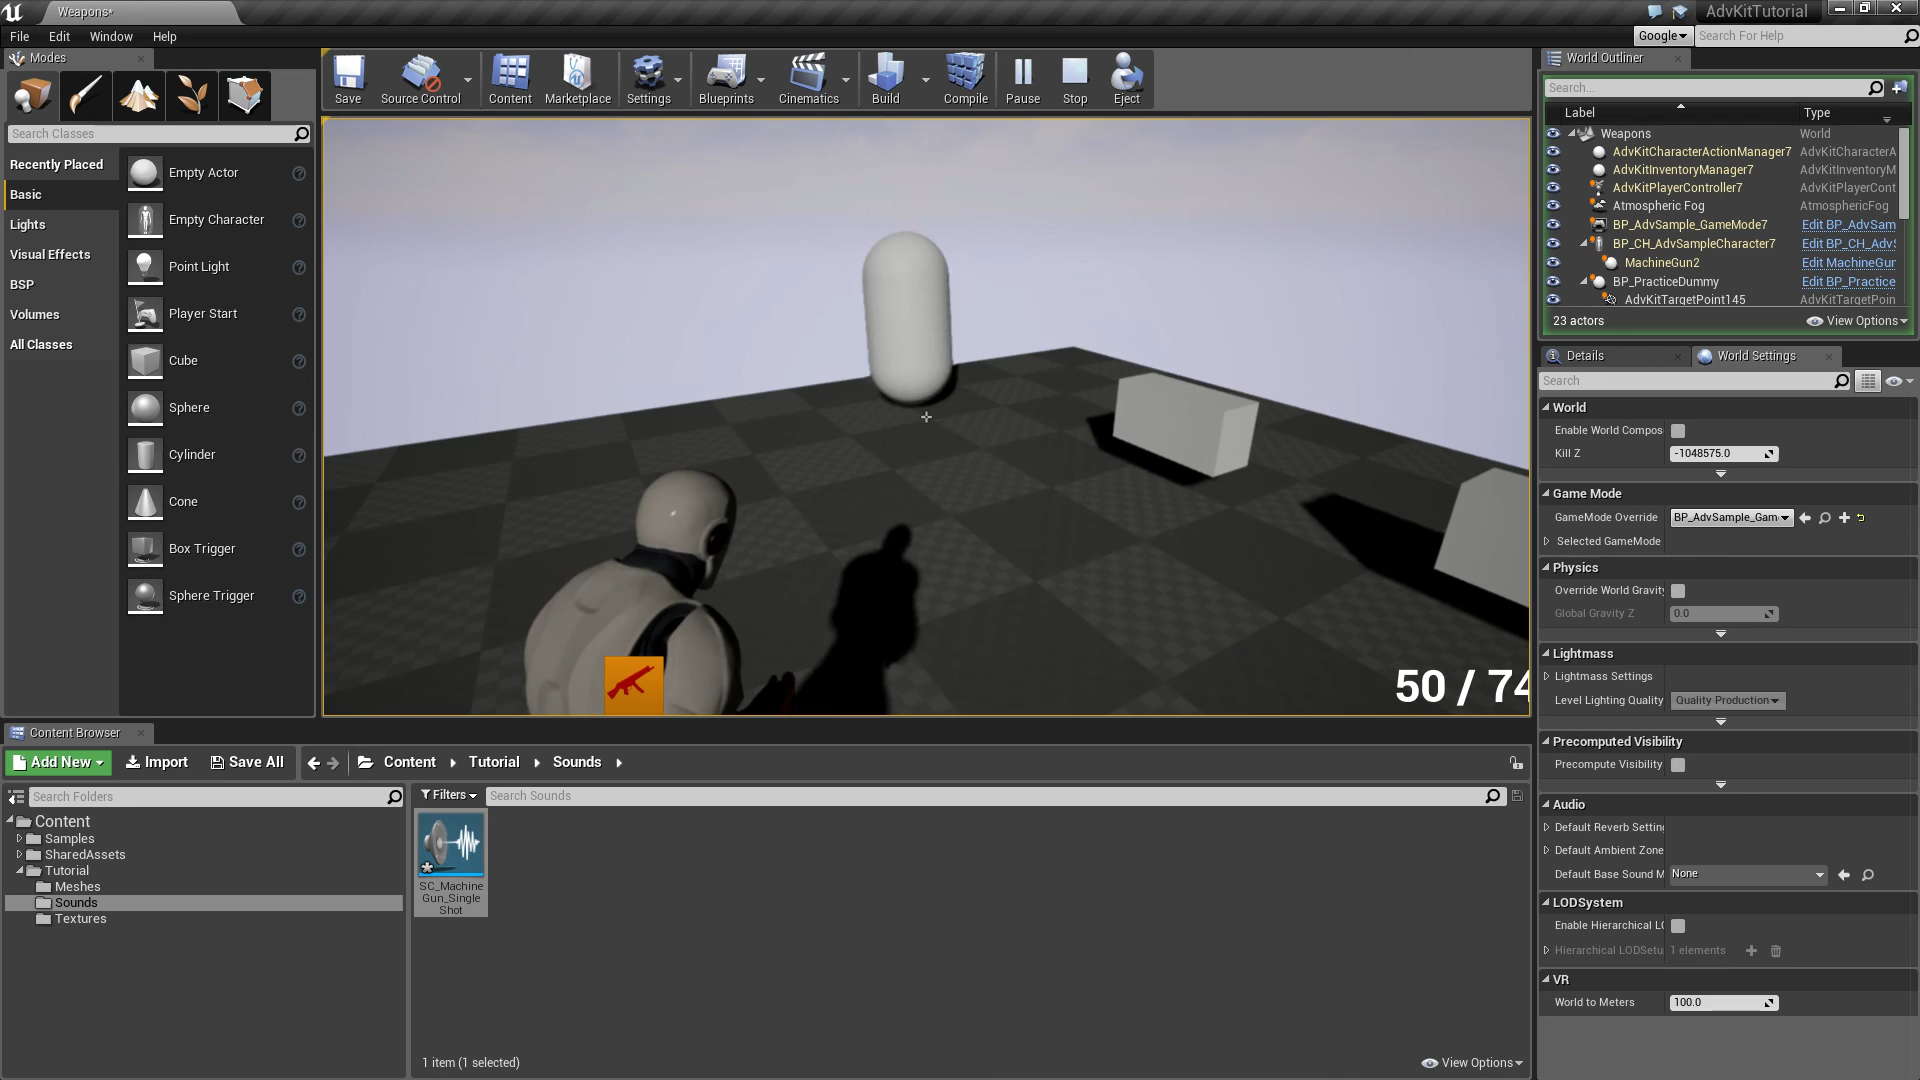 Weapons*
AdvKitTutorial
File Edit Window Help
Google
Search For Help
Modes
Search Classes
Recently Placed
Basic
Lights
Visual Effects
BSP
Volumes
All Classes
Empty Actor
Empty Character
Point Light
Player Start
Cube
Sphere
Cylinder
Cone
Box Trigger
Sphere Trigger
Save Source Control Content Marketplace Settings Blueprints Cinematics Build Compile Pause Stop Eject
50 / 74
World Outliner
Search...
Label Type
Weapons World
AdvKitCharacterActionManager7 AdvKitCharacterA
AdvKitInventoryManager7 AdvKitInventoryM
AdvKitPlayerController7 AdvKitPlayerCont
Atmospheric Fog AtmosphericFog
BP_AdvSample_GameMode7 Edit BP_AdvSam
BP_CH_AdvSampleCharacter7 Edit BP_CH_AdvS
MachineGun2 Edit MachineGun
BP_PracticeDummy Edit BP_Practice
AdvKitTargetPoint145 AdvKitTargetPoin
23 actors View Options
Details World Settings
Search
World
Enable World Compos
Kill Z -1048575.0
Game Mode
GameMode Override BP_AdvSample_Gam
Selected GameMode
Physics
Override World Gravity
Global Gravity Z 0.0
Lightmass
Lightmass Settings
Level Lighting Quality Quality Production
Precomputed Visibility
Precompute Visibility
Audio
Default Reverb Setting
Default Ambient Zone
Default Base Sound M None
LODSystem
Enable Hierarchical LO
Hierarchical LODSetu 1 elements
VR
World to Meters 100.0
Content Browser
Add New Import Save All Content Tutorial Sounds
Search Folders
Content
Samples
SharedAssets
Tutorial
Meshes
Sounds
Textures
Filters Search Sounds
SC_Machine
Gun_Single
Shot
1 item (1 selected) View Options